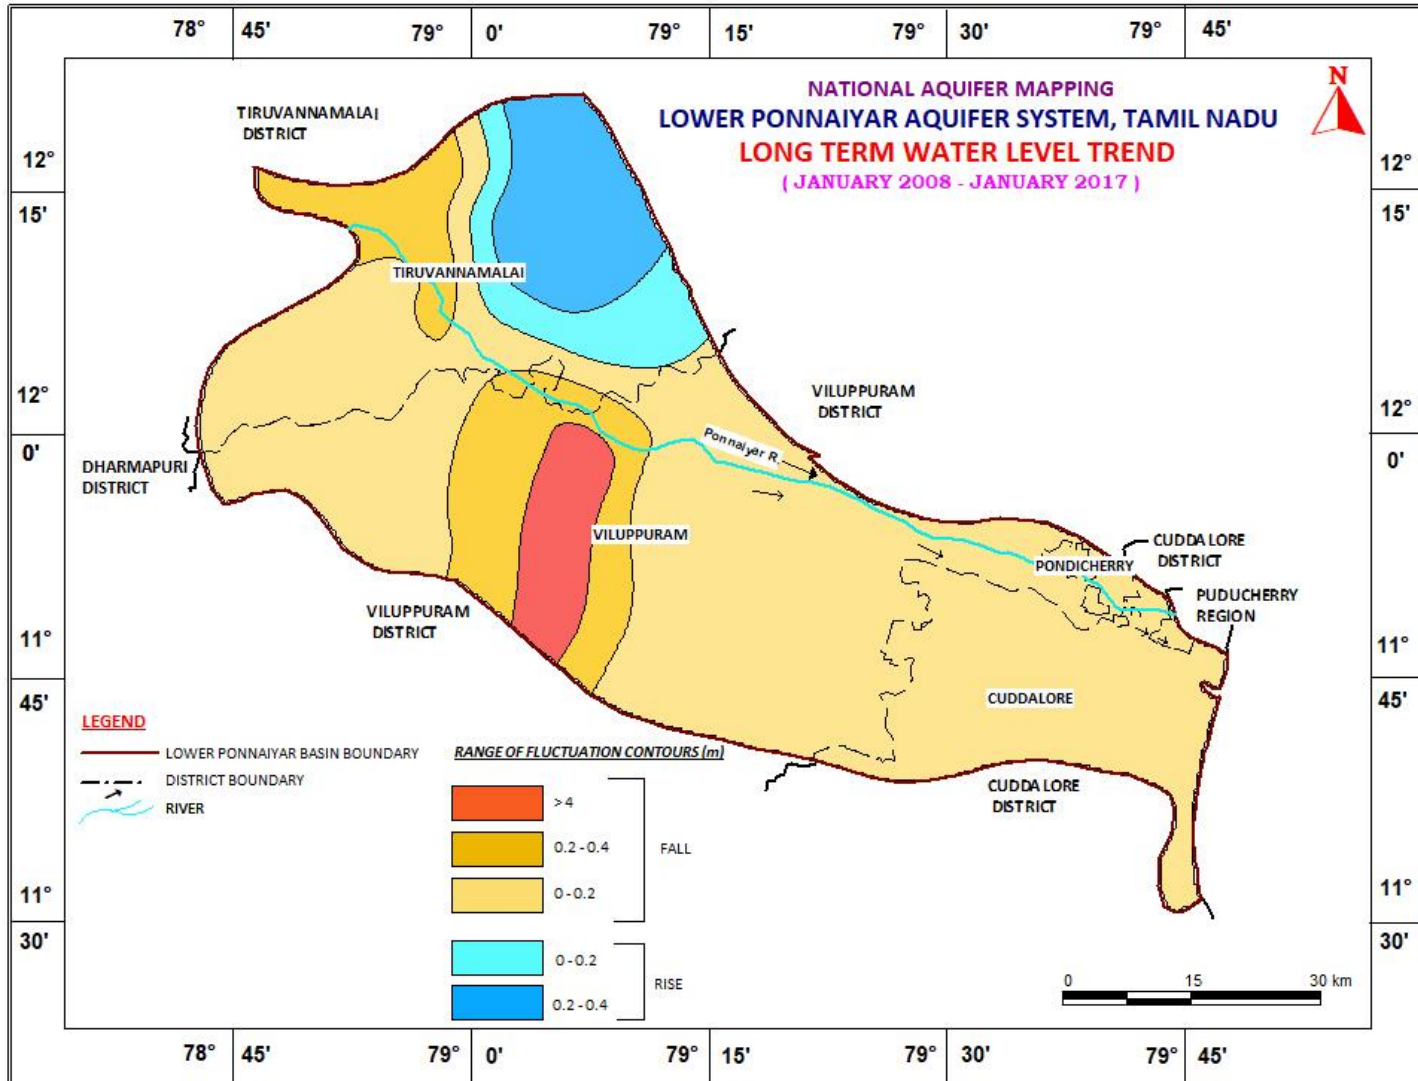 78° 45' 79° 0' 79° 15' 79° 30' 79° 45'
NATIONAL AQUIFER MAPPING
LOWER PONNAIYAR AQUIFER SYSTEM, TAMIL NADU
LONG TERM WATER LEVEL TREND
( JANUARY 2008 - JANUARY 2017 )
N
TIRUVANNAMALAI
DISTRICT
12°
15'
12°
15'
TIRUVANNAMALAI
12°
0'
12°
0'
VILUPPURAM
DISTRICT
Ponnaiyar R.
DHARMAPURI
DISTRICT
VILUPPURAM
CUDDALORE
DISTRICT
PONDICHERRY
PUDUCHERRY
REGION
VILUPPURAM
DISTRICT
11°
45'
11°
45'
CUDDALORE
CUDDALORE
DISTRICT
LEGEND
LOWER PONNAIYAR BASIN BOUNDARY
DISTRICT BOUNDARY
RIVER
RANGE OF FLUCTUATION CONTOURS (m)
>4
0.2 - 0.4
0 - 0.2
FALL
0 - 0.2
0.2 - 0.4
RISE
11°
30'
11°
30'
0 15 30 km
78° 45' 79° 0' 79° 15' 79° 30' 79° 45'